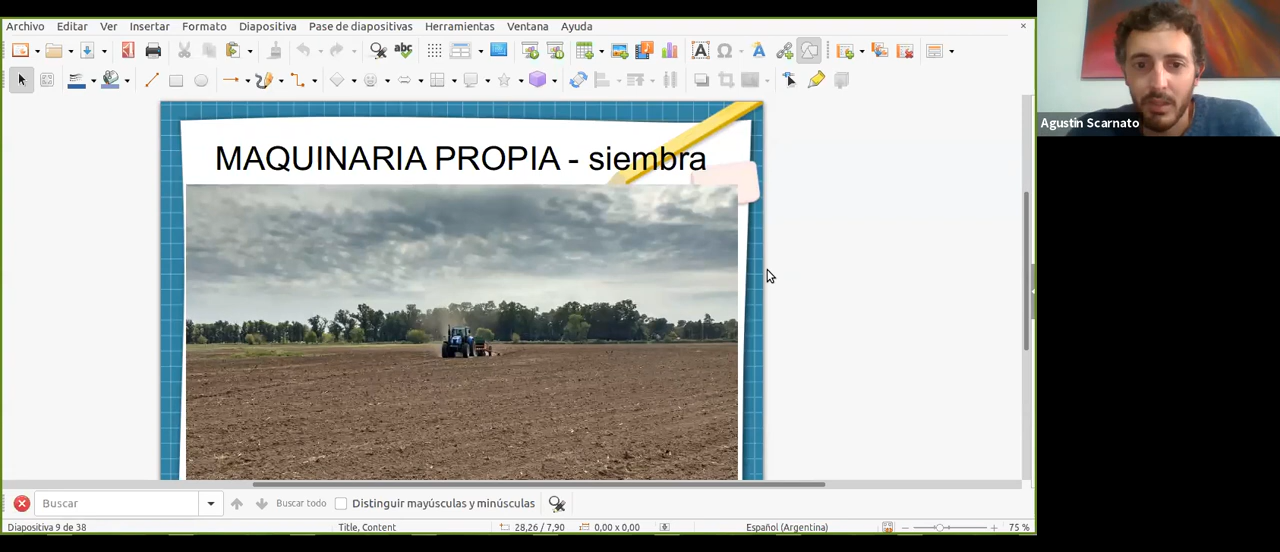 Archivo Editar Ver Insertar Formato Diapositiva Pase de diapositivas Herramientas Ventana Ayuda
abc
A Ω A
MAQUINARIA PROPIA - siembra
Buscar Buscar todo Distinguir mayúsculas y minúsculas
Diapositiva 9 de 38 Title, Content 28,26 / 7,90 0,00 x 0,00 Español (Argentina) 75 %
Agustin Scarnato